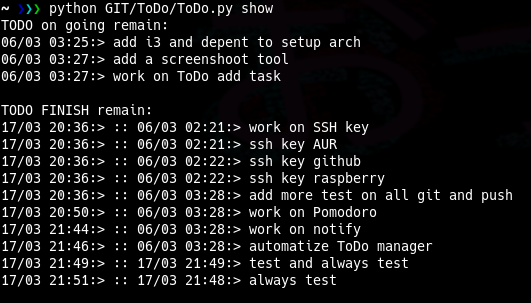 ~ ❯❯❯ python GIT/ToDo/ToDo.py show
TODO on going remain:
06/03 03:25:> add i3 and depent to setup arch
06/03 03:27:> add a screenshoot tool
06/03 03:27:> work on ToDo add task
TODO FINISH remain:
17/03 20:36:> :: 06/03 02:21:> work on SSH key
17/03 20:36:> :: 06/03 02:21:> ssh key AUR
17/03 20:36:> :: 06/03 02:22:> ssh key github
17/03 20:36:> :: 06/03 02:22:> ssh key raspberry
17/03 20:36:> :: 06/03 03:28:> add more test on all git and push
17/03 20:50:> :: 06/03 03:28:> work on Pomodoro
17/03 21:44:> :: 06/03 03:28:> work on notify
17/03 21:46:> :: 06/03 03:28:> automatize ToDo manager
17/03 21:49:> :: 17/03 21:49:> test and always test
17/03 21:51:> :: 17/03 21:48:> always test